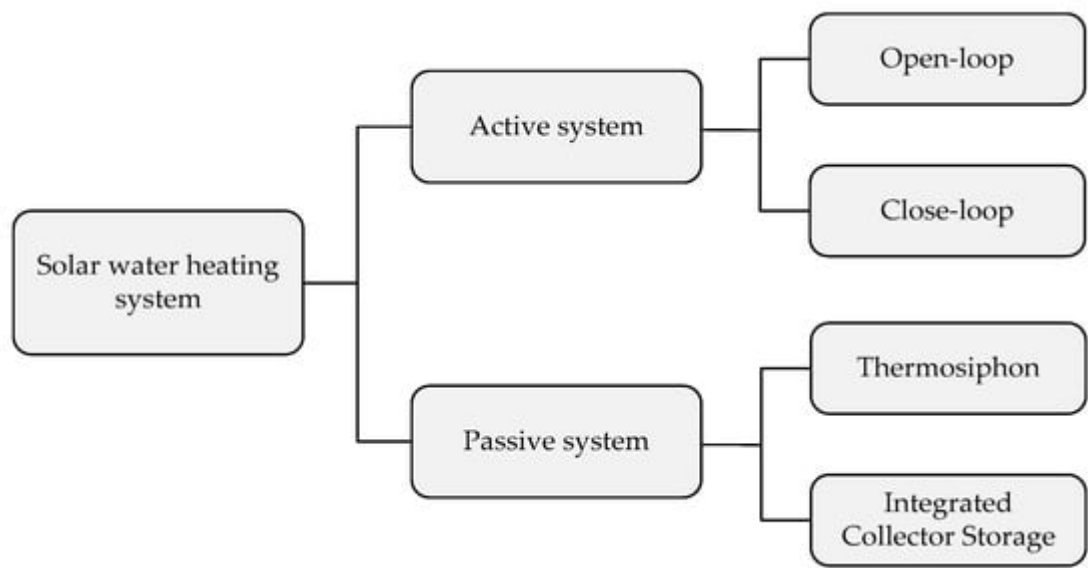 Open-loop
Active system
Close-loop
Solar water heating
system
Thermosiphon
Passive system
Integrated
Collector Storage